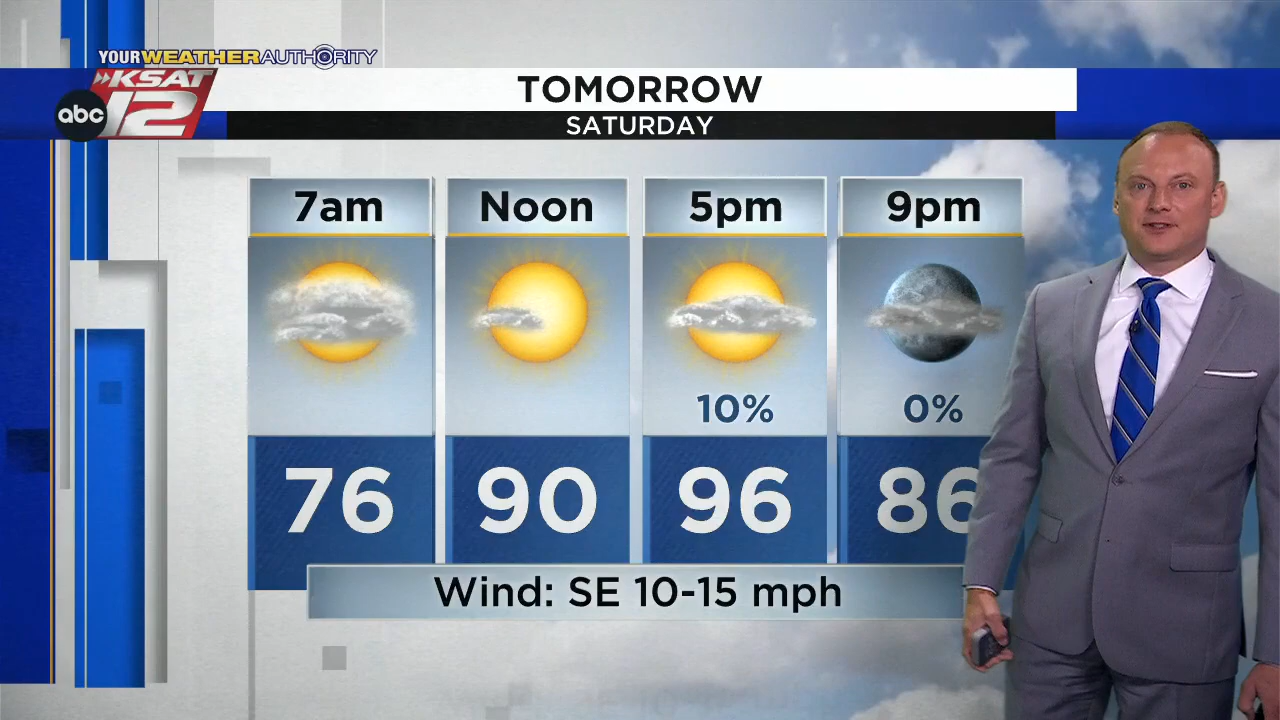 YOURWEATHERAUTHORITY
KSAT
abc 12
TOMORROW
SATURDAY
7am Noon 5pm 9pm
10% 0%
76 90 96 86
Wind: SE 10-15 mph